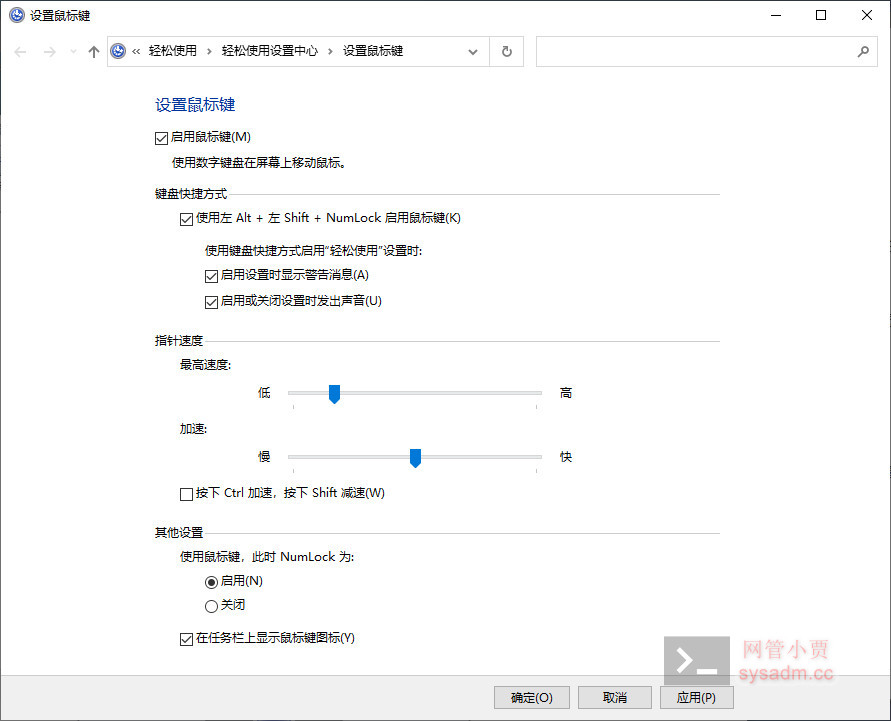 设置鼠标键
« 轻松使用 › 轻松使用设置中心 › 设置鼠标键
设置鼠标键
启用鼠标键(M)
使用数字键盘在屏幕上移动鼠标。
键盘快捷方式
使用左 Alt + 左 Shift + NumLock 启用鼠标键(K)
使用键盘快捷方式启用“轻松使用”设置时:
启用设置时显示警告消息(A)
启用或关闭设置时发出声音(U)
指针速度
最高速度:
低 高
加速:
慢 快
按下 Ctrl 加速，按下 Shift 减速(W)
其他设置
使用鼠标键，此时 NumLock 为:
启用(N)
关闭
在任务栏上显示鼠标键图标(Y)
网管小贾
sysadm.cc
确定(O) 取消 应用(P)